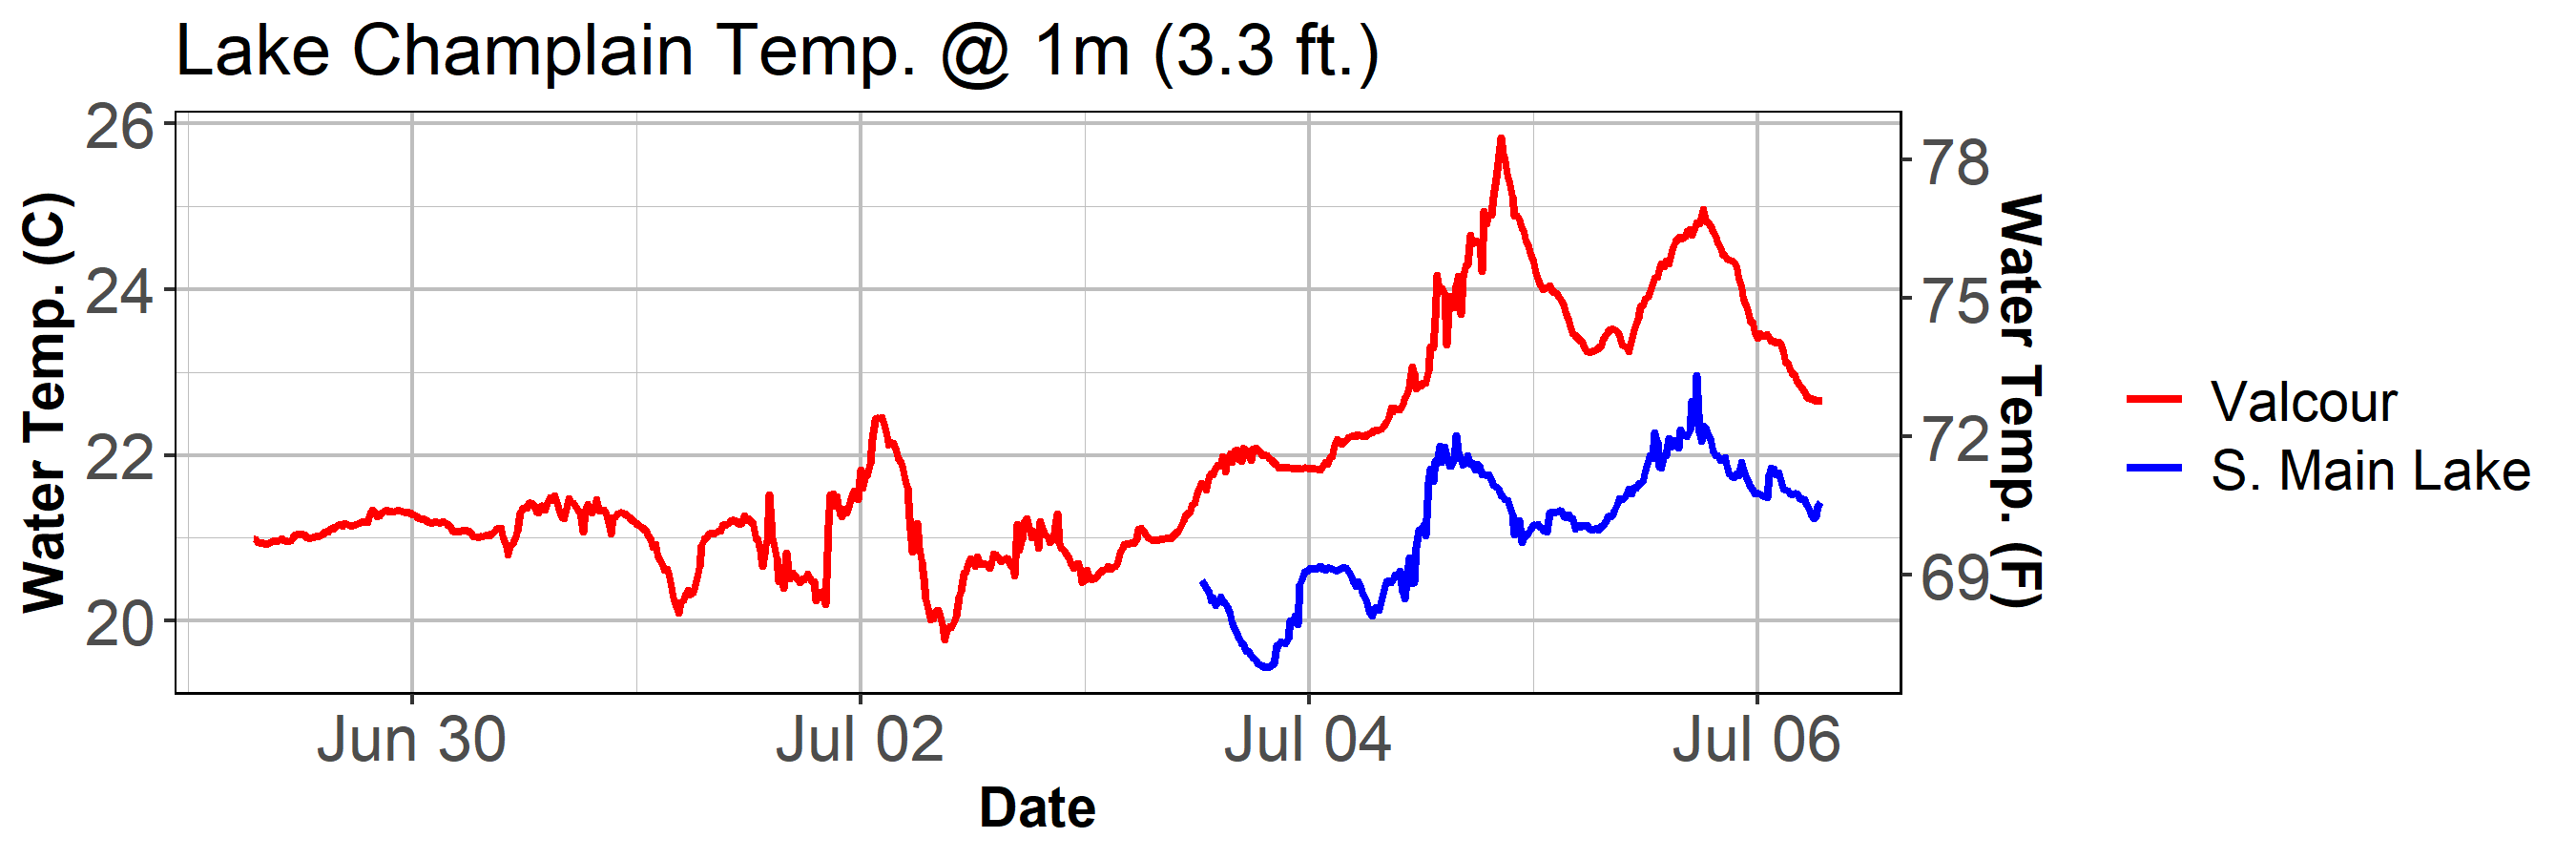 Lake Champlain Temp. @ 1m (3.3 ft.)
Water Temp. (C)
26
24
22
20
78
75
72
69
Water Temp. (F)
Jun 30
Jul 02
Jul 04
Jul 06
Date
Valcour
S. Main Lake